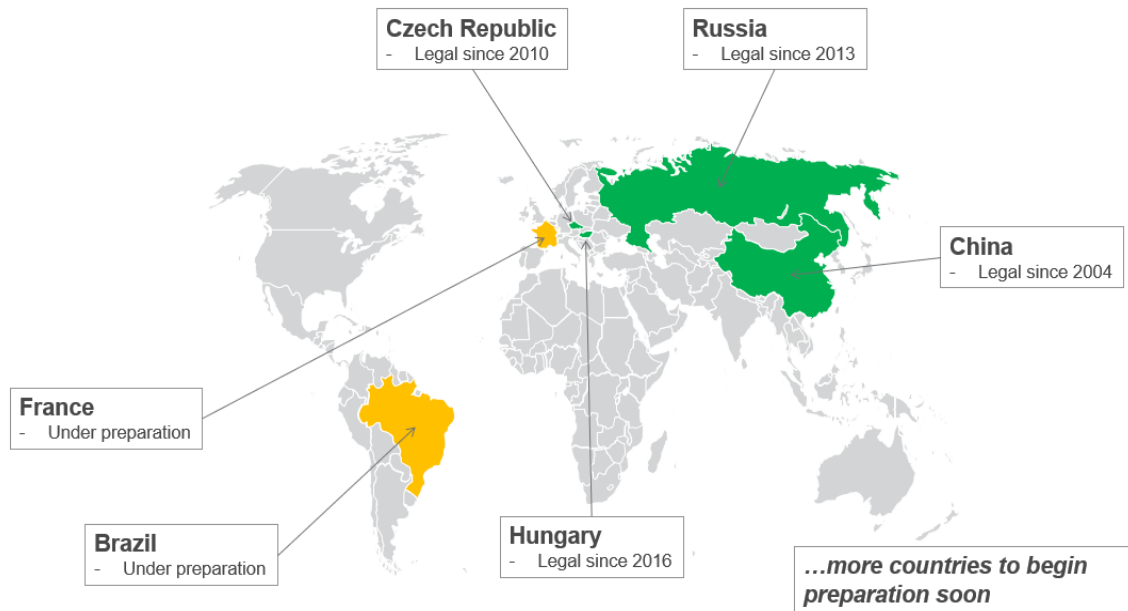 Czech Republic
- Legal since 2010
Russia
- Legal since 2013
China
- Legal since 2004
France
- Under preparation
Brazil
- Under preparation
Hungary
- Legal since 2016
…more countries to begin
preparation soon